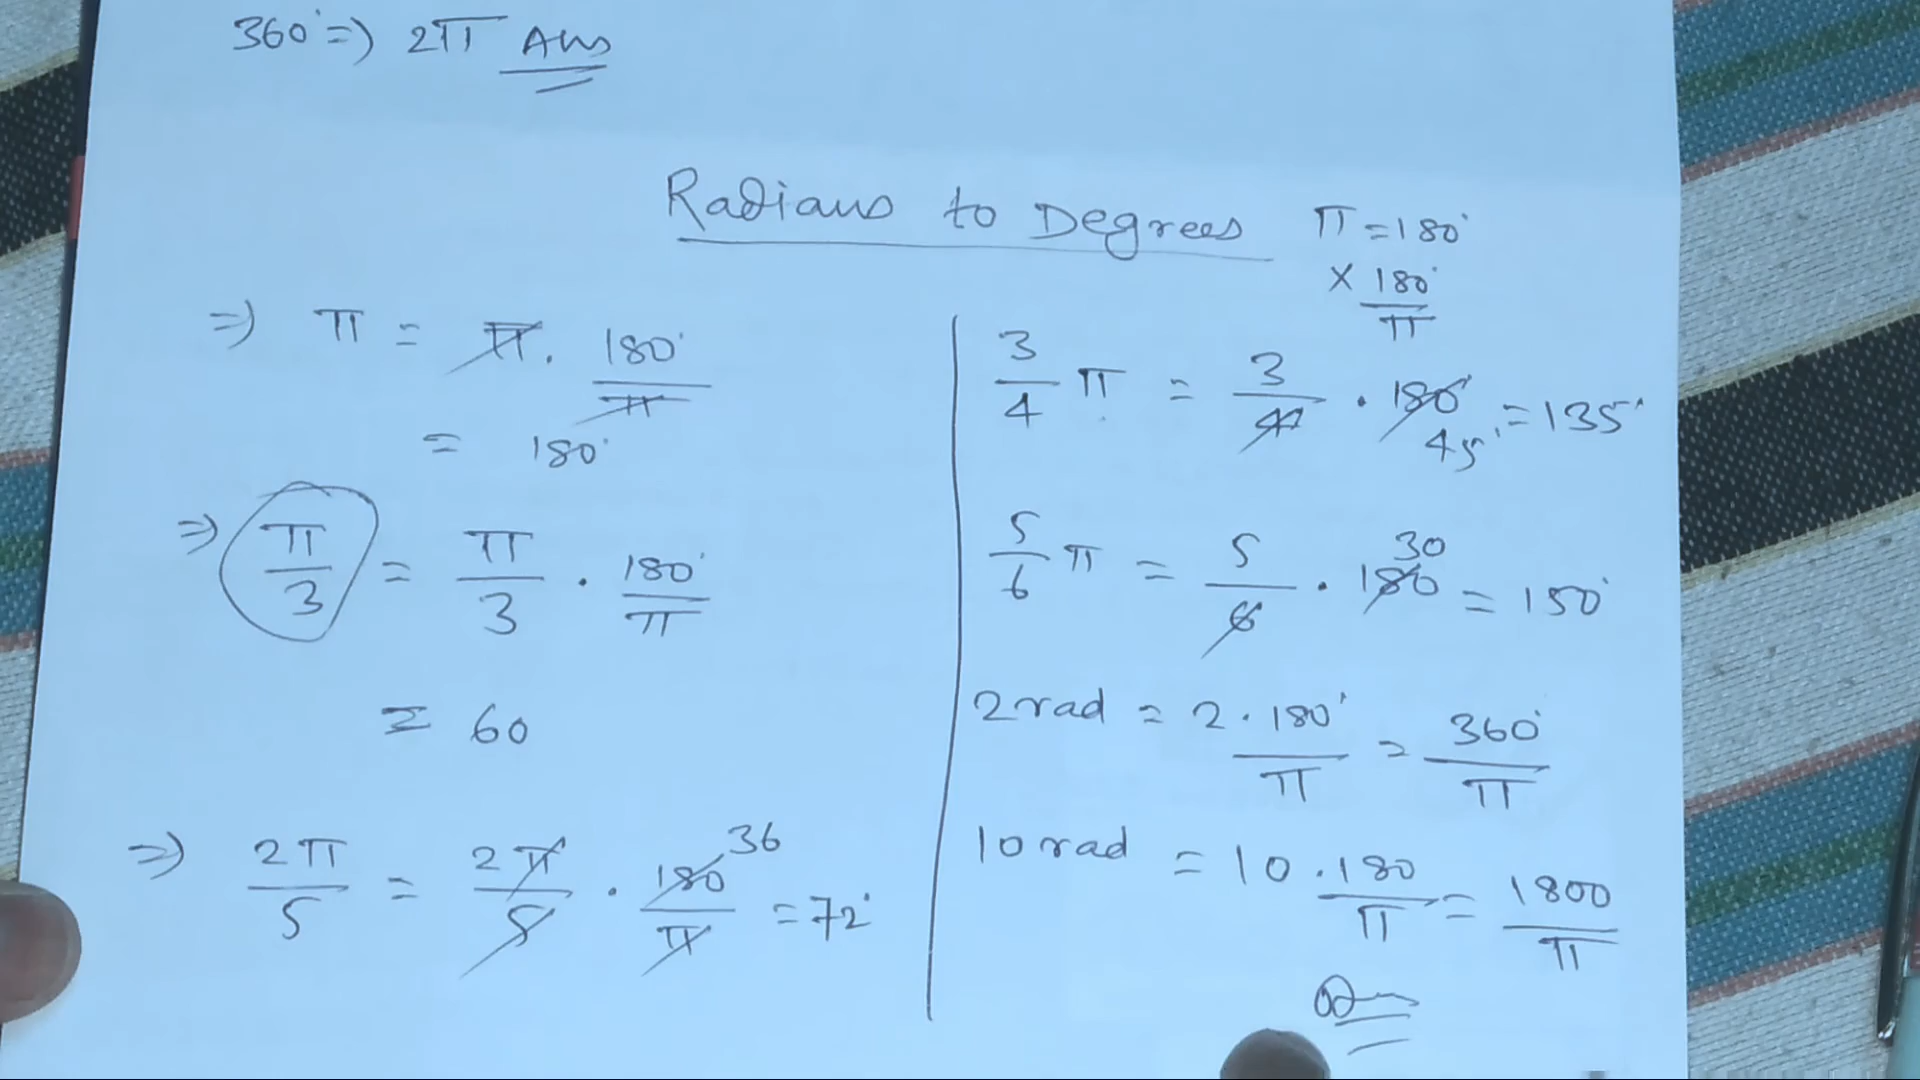 360° => 2π Ans
Radians to Degrees
π = 180°
× 180°/π
=> π = π . 180°/π
= 180°
=> π/3 = π/3 . 180°/π
= 60
=> 2π/5 = 2π/5 . 180/π 36 = 72°
3/4 π = 3/4 . 180° 45° = 135°
5/6 π = 5/6 . 180 30 = 150°
2 rad = 2 . 180°/π = 360°/π
10 rad = 10 . 180/π = 1800/π